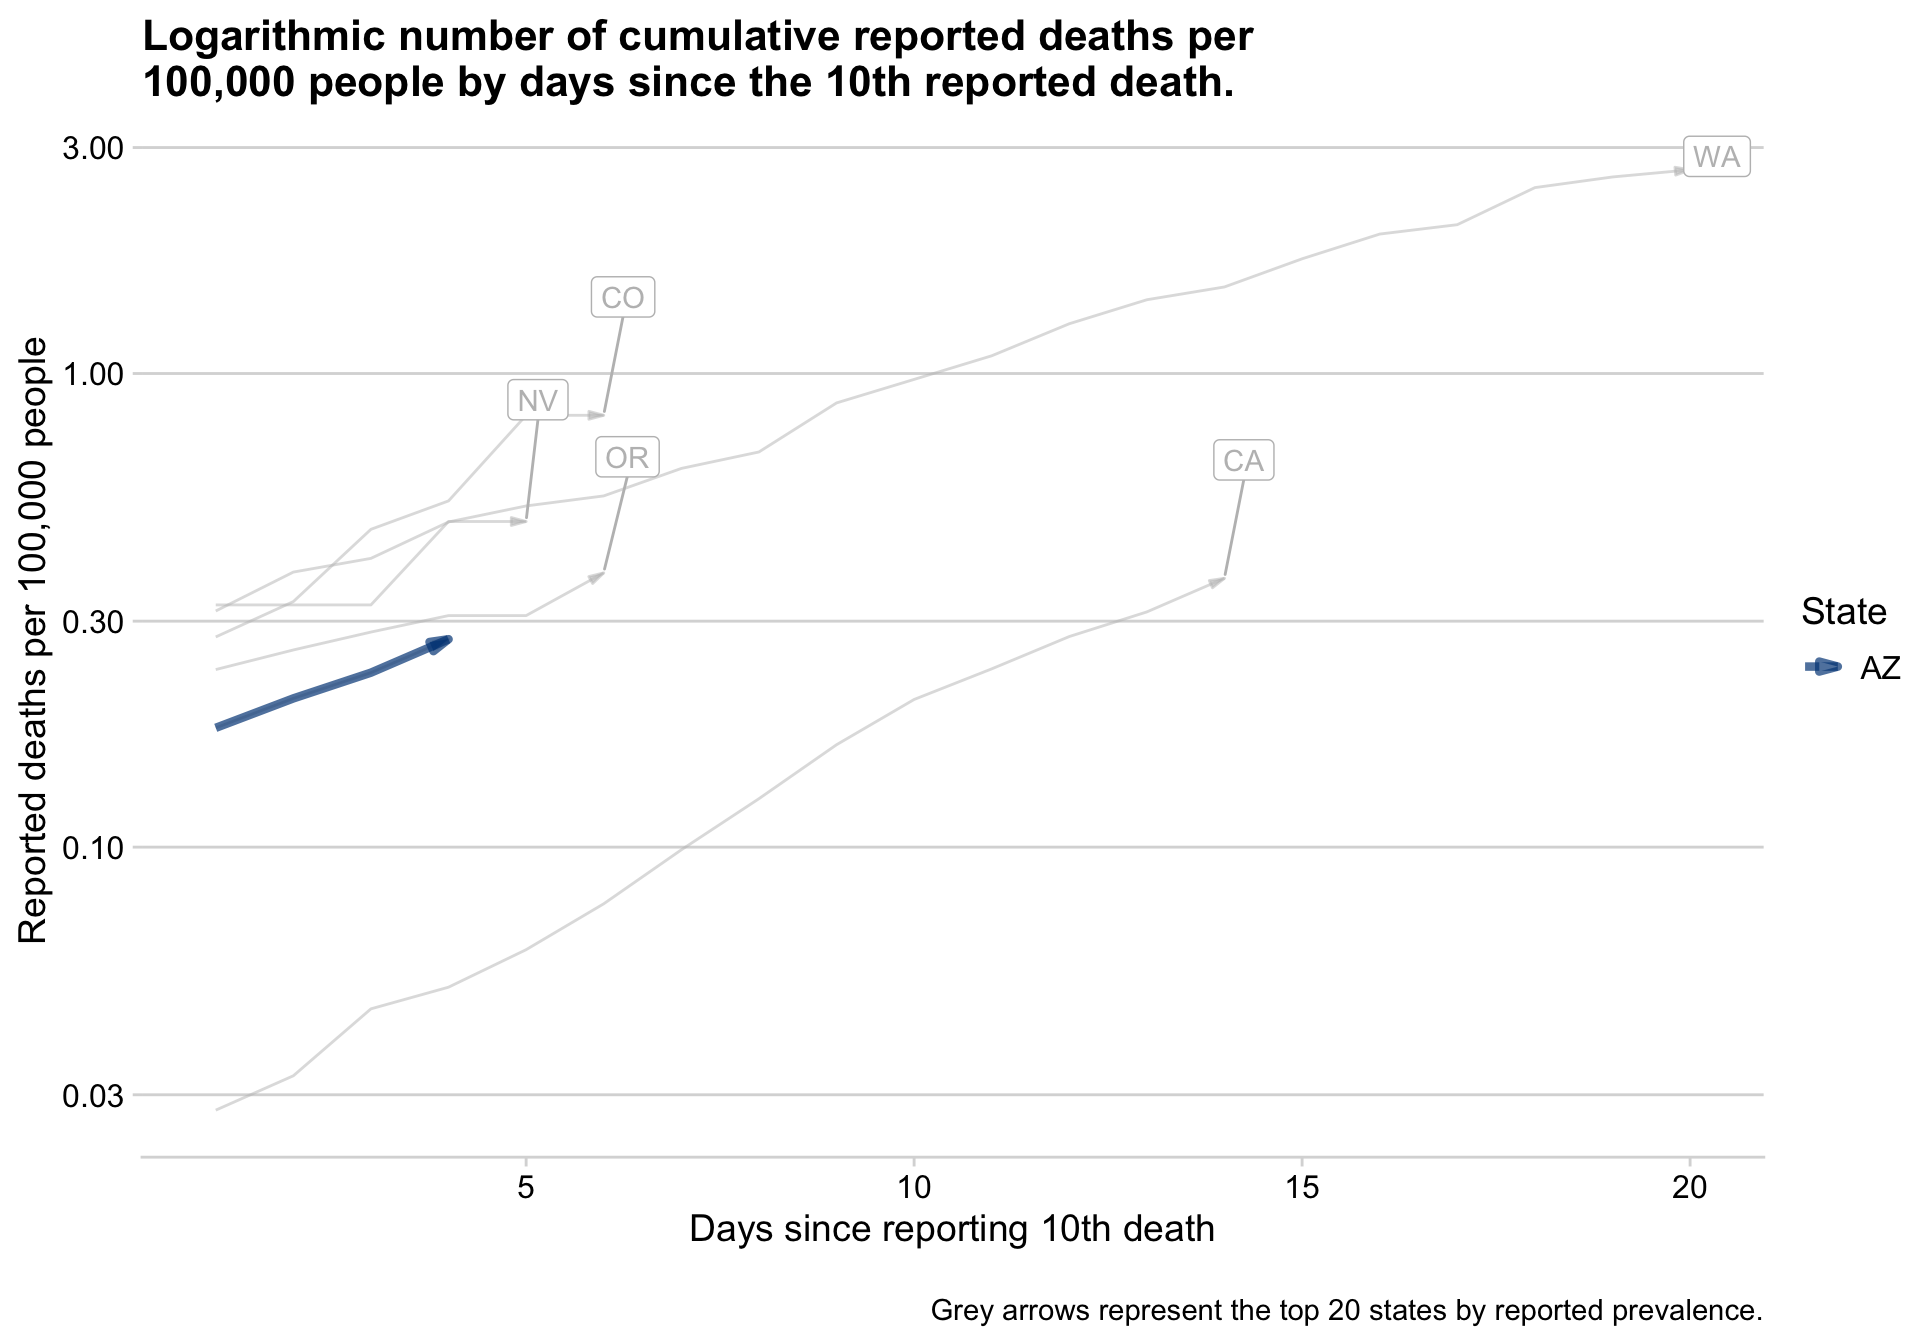 Logarithmic number of cumulative reported deaths per
100,000 people by days since the 10th reported death.
Reported deaths per 100,000 people
3.00
1.00
0.30
0.10
0.03
WA
CO
NV
OR
CA
State
AZ
5
10
15
20
Days since reporting 10th death
Grey arrows represent the top 20 states by reported prevalence.